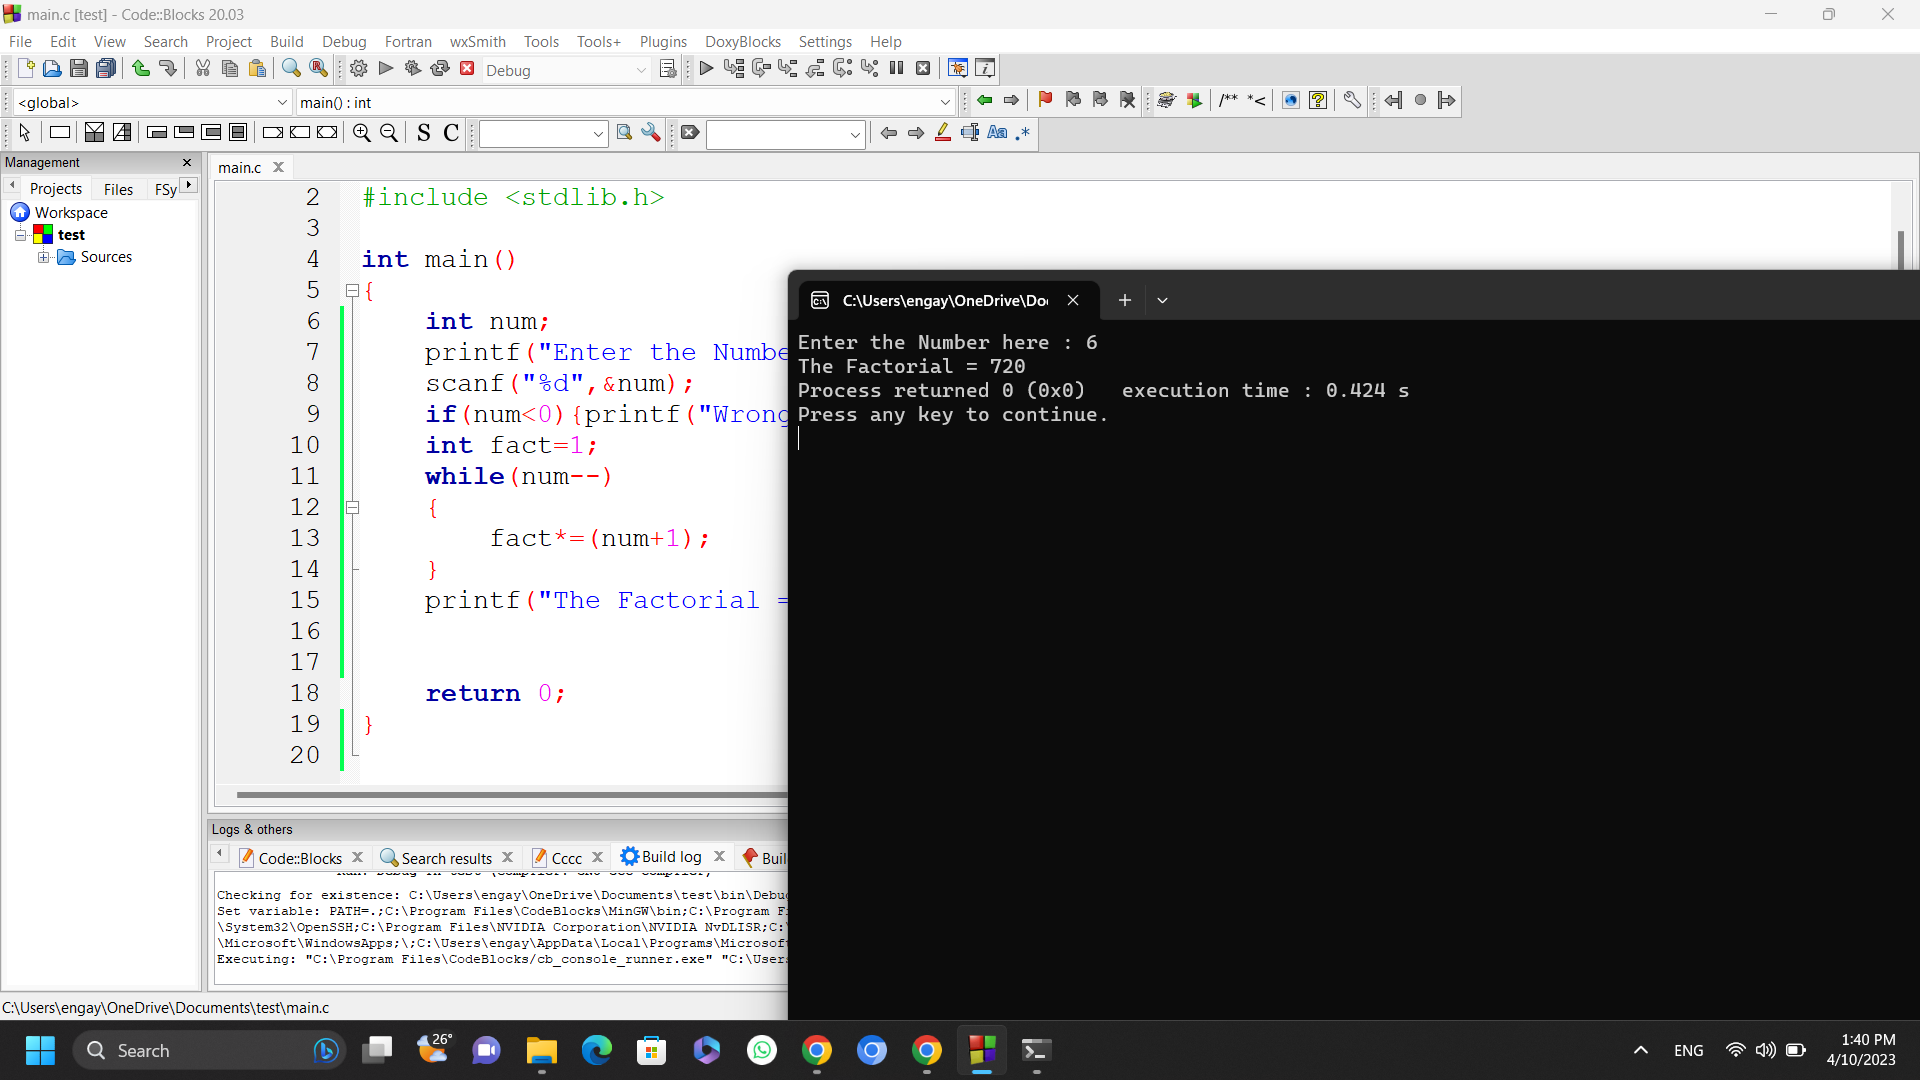 main.c [test] - Code::Blocks 20.03
File Edit View Search Project Build Debug Fortran wxSmith Tools Tools+ Plugins DoxyBlocks Settings Help
Debug
<global> main() : int
/** *<
S C Aa .*
Management
Projects Files FSy
Workspace
test
Sources
main.c
2 #include <stdlib.h>
3
4 int main()
5 {
6 int num;
7 printf("Enter the Numbe
8 scanf("%d",&num);
9 if(num<0){printf("Wrong
10 int fact=1;
11 while(num--)
12 {
13 fact*=(num+1);
14 }
15 printf("The Factorial =
16
17
18 return 0;
19 }
20
C:\Users\engay\OneDrive\Do
Enter the Number here : 6
The Factorial = 720
Process returned 0 (0x0) execution time : 0.424 s
Press any key to continue.
Logs & others
Code::Blocks Search results Cccc Build log Buil
Checking for existence: C:\Users\engay\OneDrive\Documents\test\bin\Debug
Set variable: PATH=.;C:\Program Files\CodeBlocks\MinGW\bin;C:\Program F
\System32\OpenSSH;C:\Program Files\NVIDIA Corporation\NVIDIA NvDLISR;C:
\Microsoft\WindowsApps;\;C:\Users\engay\AppData\Local\Programs\Microsoft
Executing: "C:\Program Files\CodeBlocks/cb_console_runner.exe" "C:\Users
C:\Users\engay\OneDrive\Documents\test\main.c
Search
26°
ENG
1:40 PM
4/10/2023